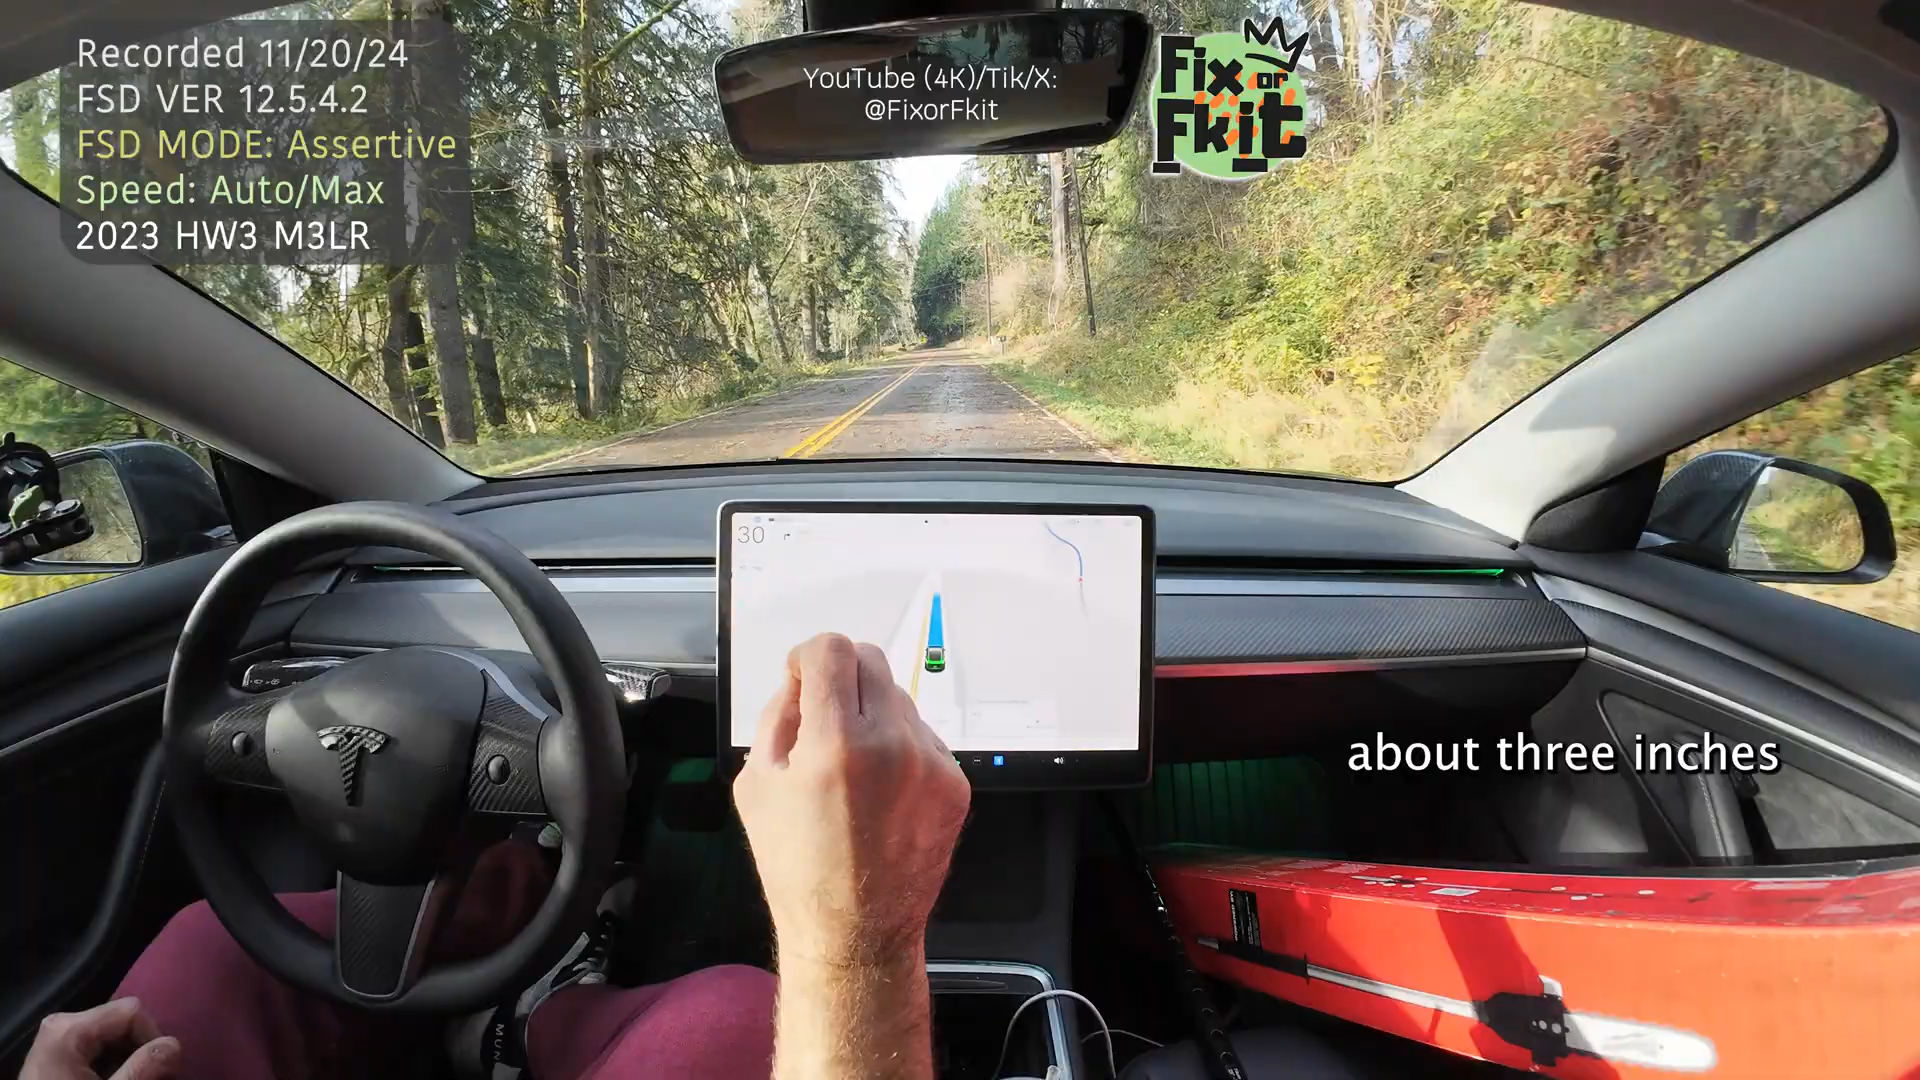 Recorded 11/20/24
FSD VER 12.5.4.2
FSD MODE: Assertive
Speed: Auto/Max
2023 HW3 M3LR
YouTube (4K)/Tik/X:
@FixorFkit
Fix or
Fkit
30
about three inches